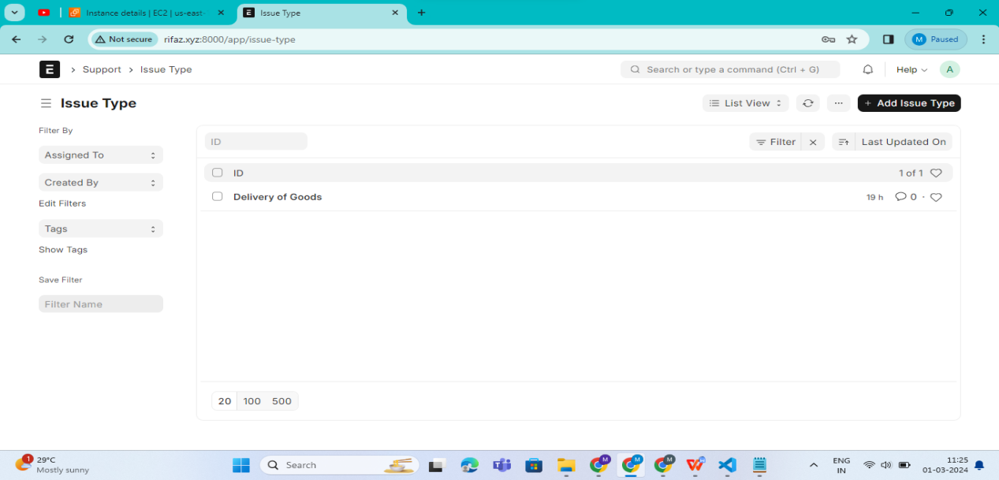 Instance details | EC2 | us-east-
Issue Type
Not secure
rifaz.xyz:8000/app/issue-type
M Paused
E
Support
Issue Type
Search or type a command (Ctrl + G)
Help
A
Issue Type
List View
+ Add Issue Type
Filter By
Assigned To
Created By
Edit Filters
Tags
Show Tags
Save Filter
Filter Name
ID
Filter
Last Updated On
ID
1 of 1
Delivery of Goods
19 h
0
20 100 500
1
29°C
Mostly sunny
Search
M
M
M
ENG
IN
11:25
01-03-2024